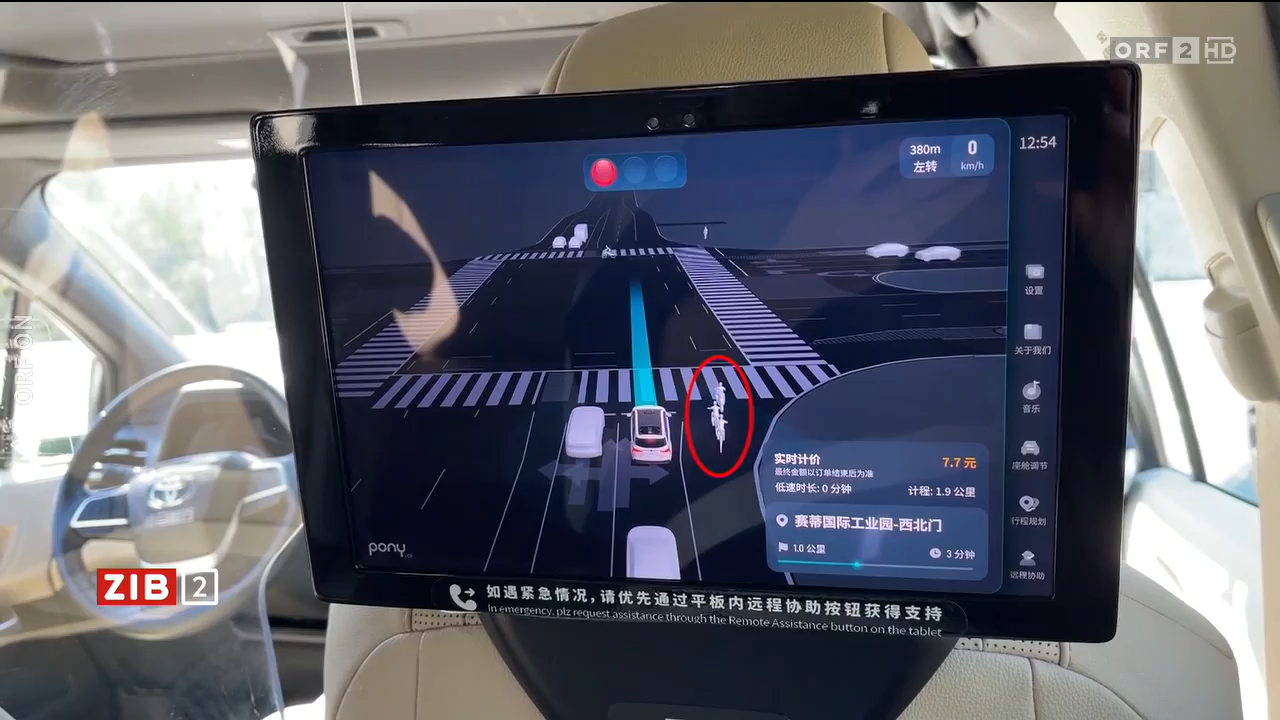 ORF 2 HD
12:54
380m
0
左转
km/h
设置
关于我们
音乐
座舱调节
行程规划
远程协助
实时计价
7.7 元
最终金额以订单结束后为准
低速时长: 0 分钟
计程: 1.9 公里
赛蒂国际工业园-西北门
1.0 公里
3 分钟
pony.ai
如遇紧急情况,请优先通过平板内远程协助按钮获得支持
In emergency, plz request assistance through the Remote Assistance button on the tablet
ORF ON
ZIB 2